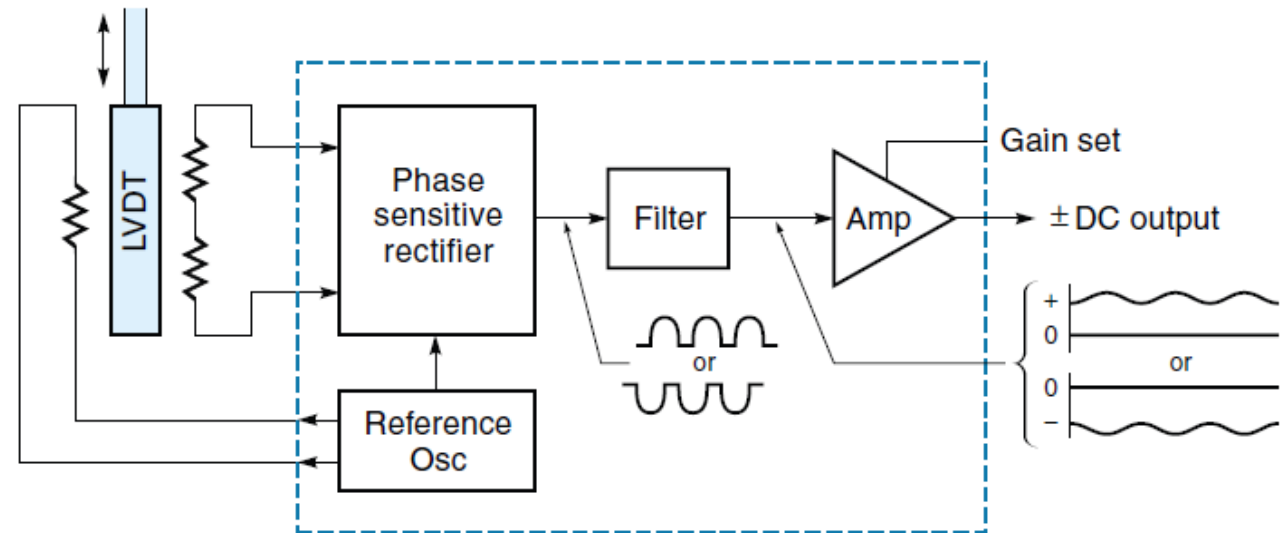 LVDT
Phase
sensitive
rectifier
Filter
Amp
Gain set
± DC output
Reference
Osc
or
+
0
or
0
−